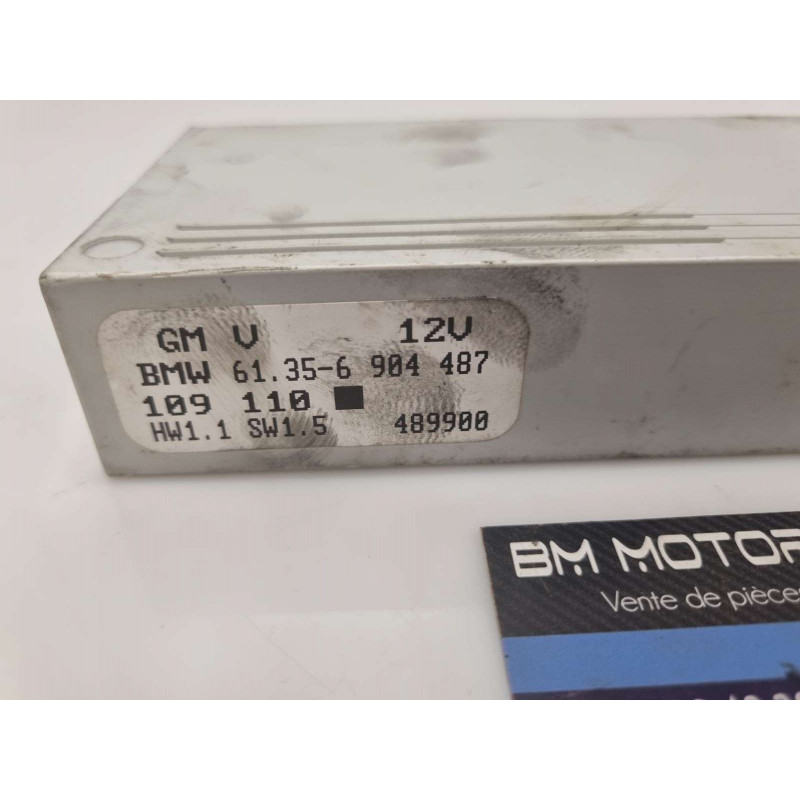 GM V 12V
BMW 61.35-6 904 487
109 110
HW1.1 SW1.5 489900
BM MOTOR
Vente de pièces